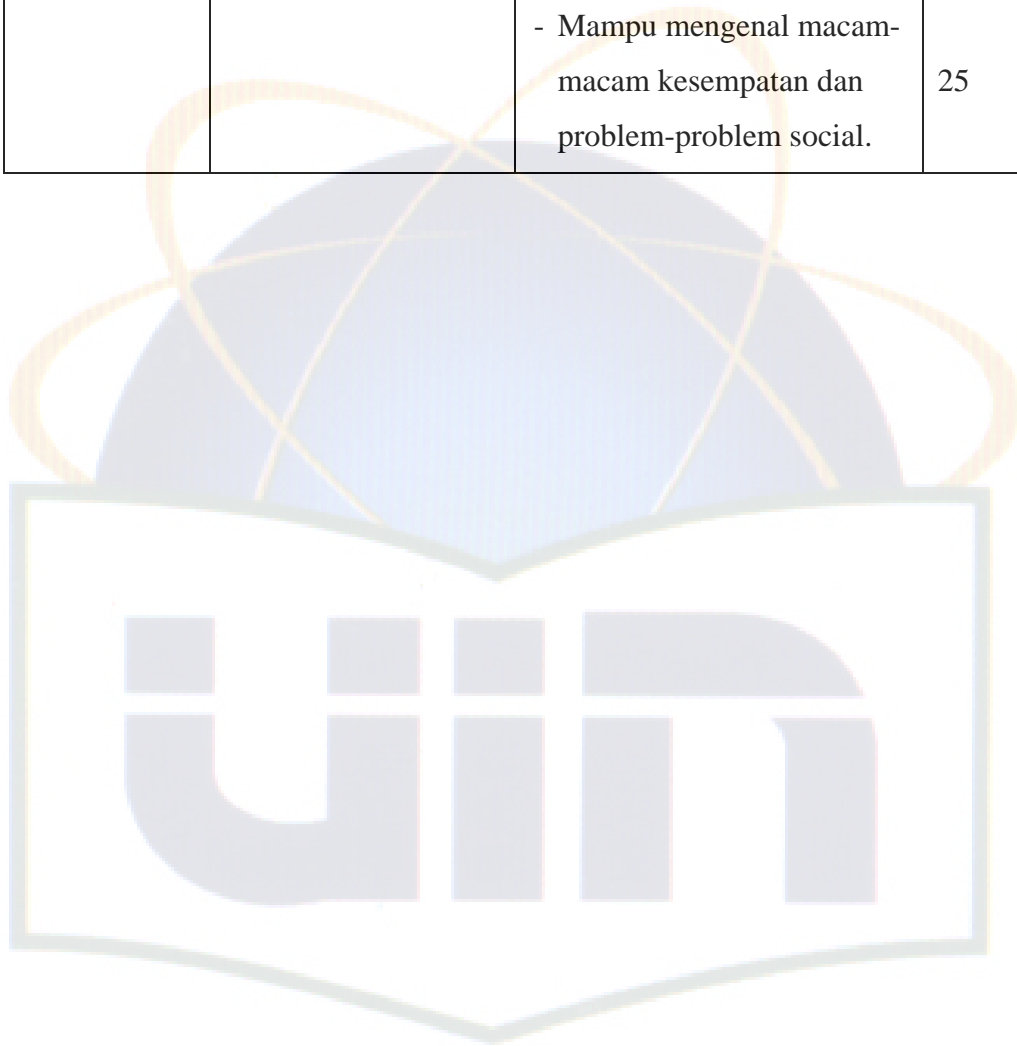 - Mampu mengenal macam-
macam kesempatan dan
problem-problem social.
25
uin